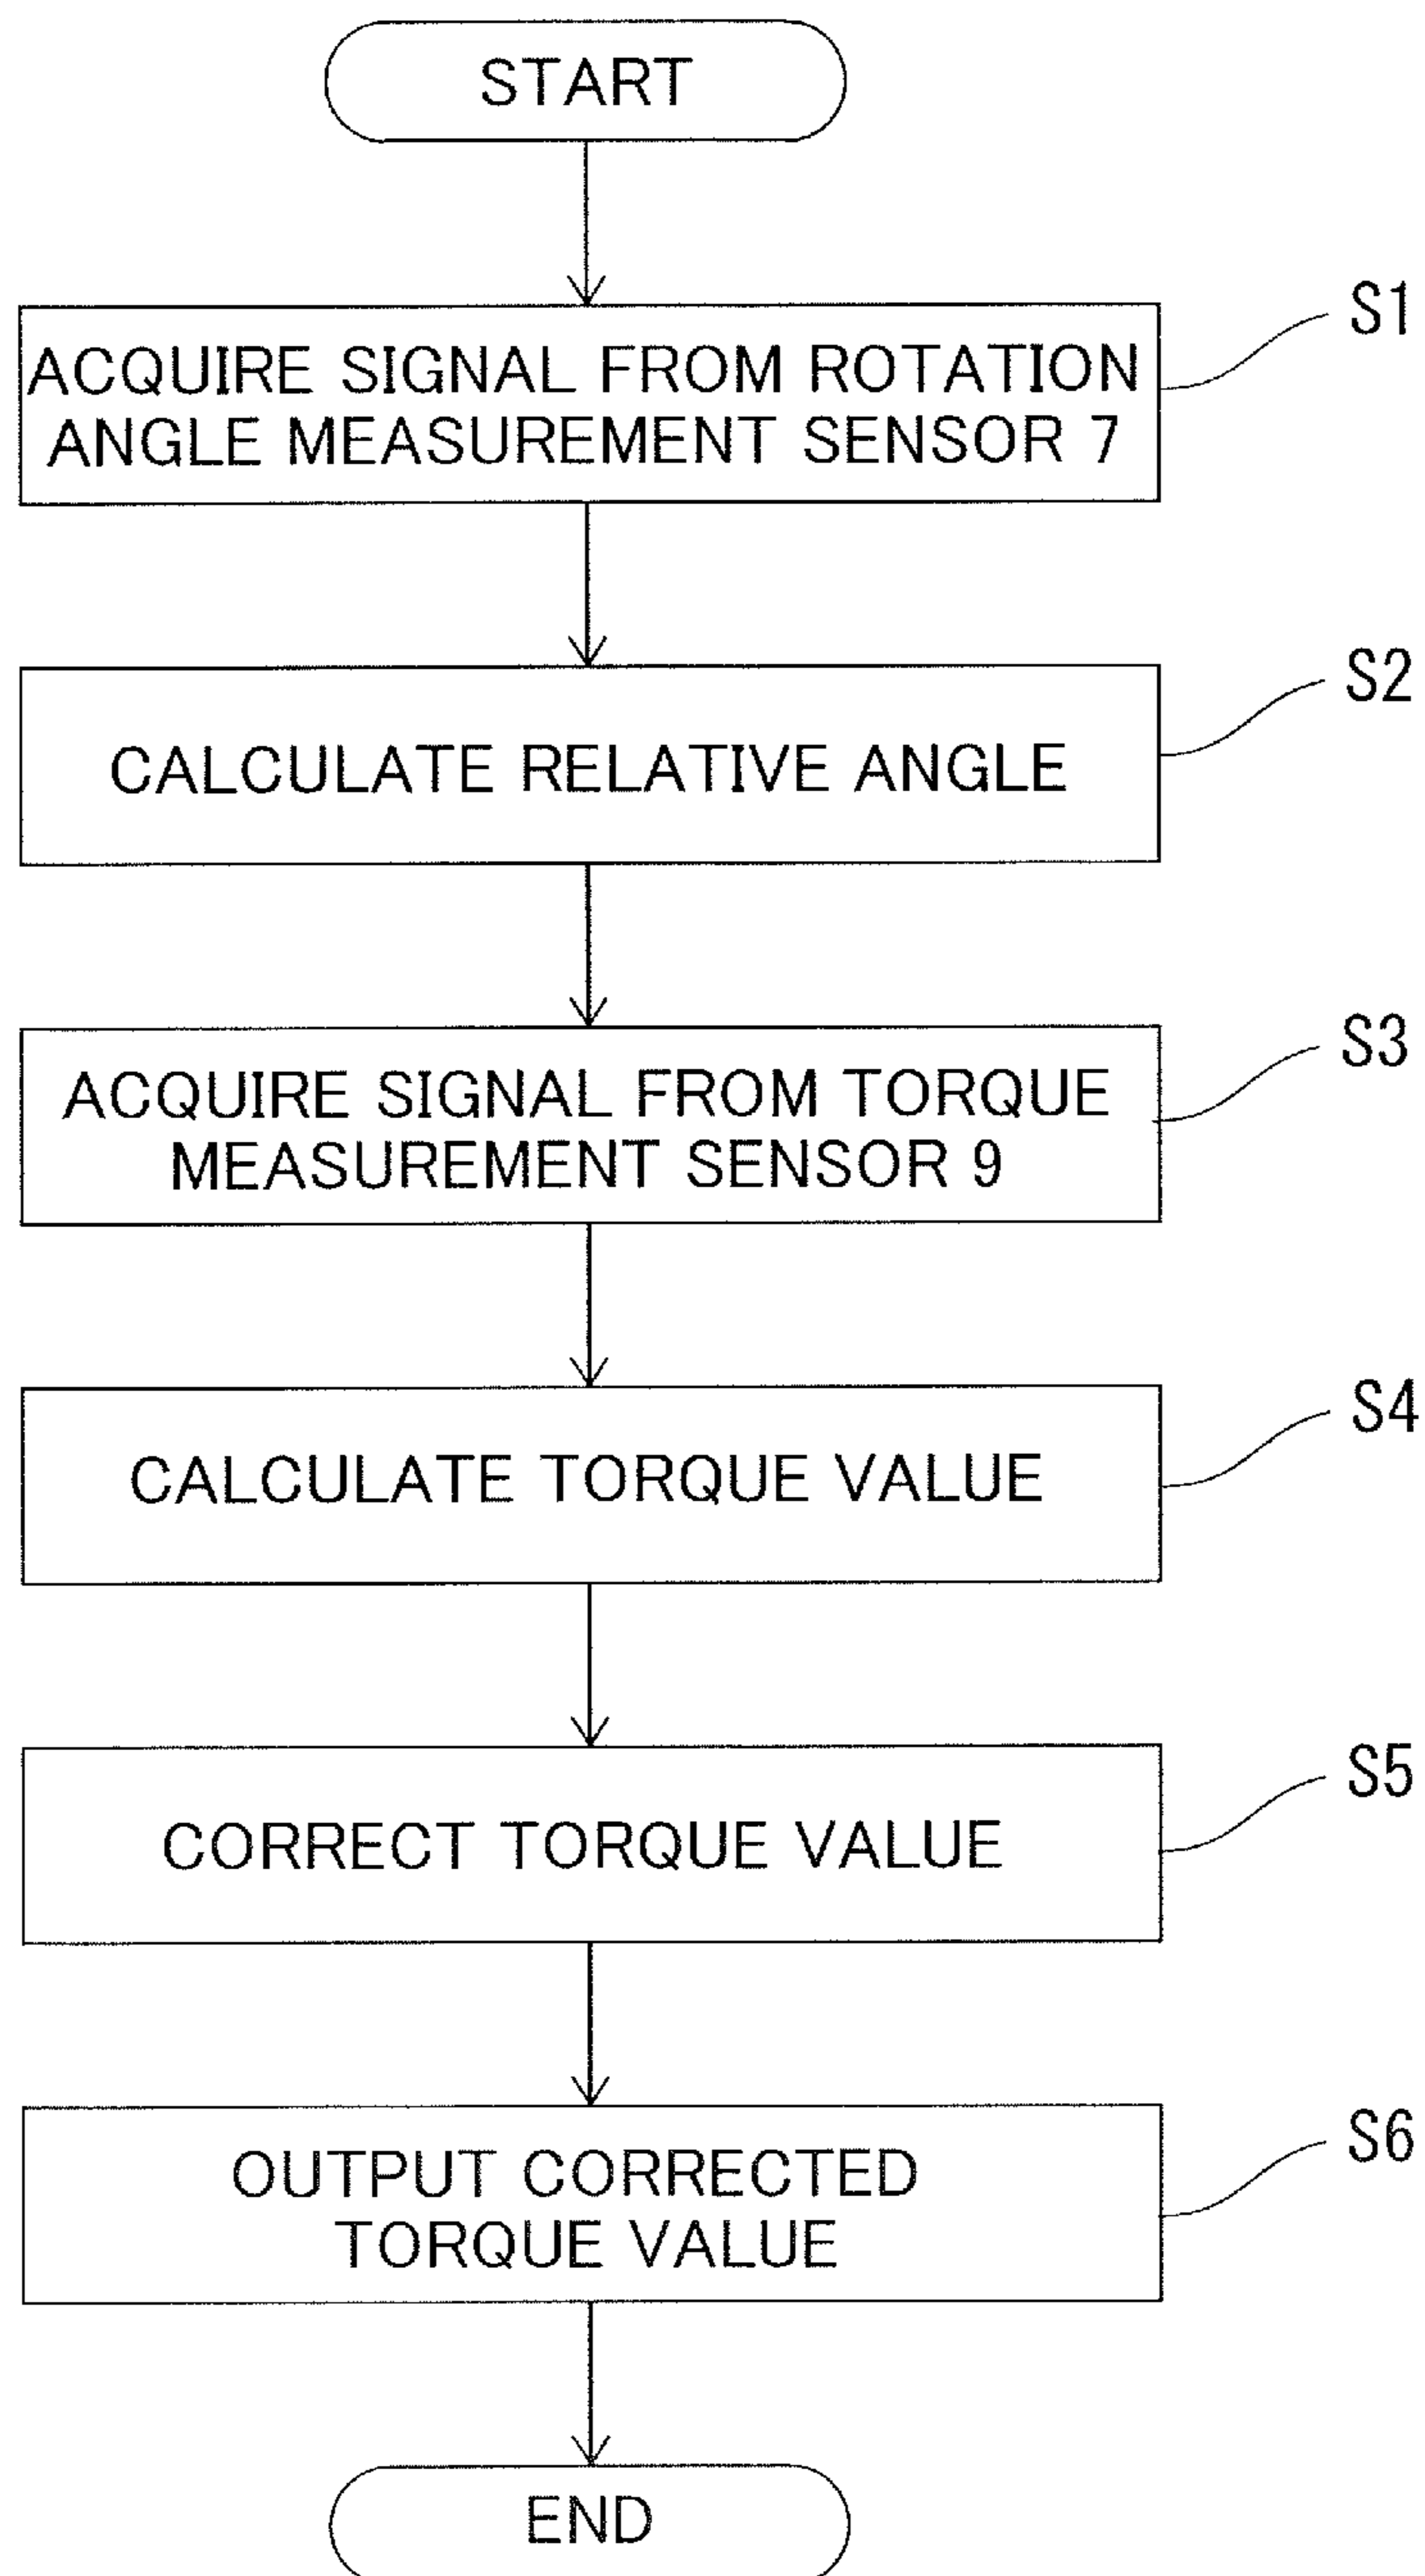 START
ACQUIRE SIGNAL FROM ROTATION
ANGLE MEASUREMENT SENSOR 7
S1
CALCULATE RELATIVE ANGLE
S2
ACQUIRE SIGNAL FROM TORQUE
MEASUREMENT SENSOR 9
S3
CALCULATE TORQUE VALUE
S4
CORRECT TORQUE VALUE
S5
OUTPUT CORRECTED
TORQUE VALUE
S6
END